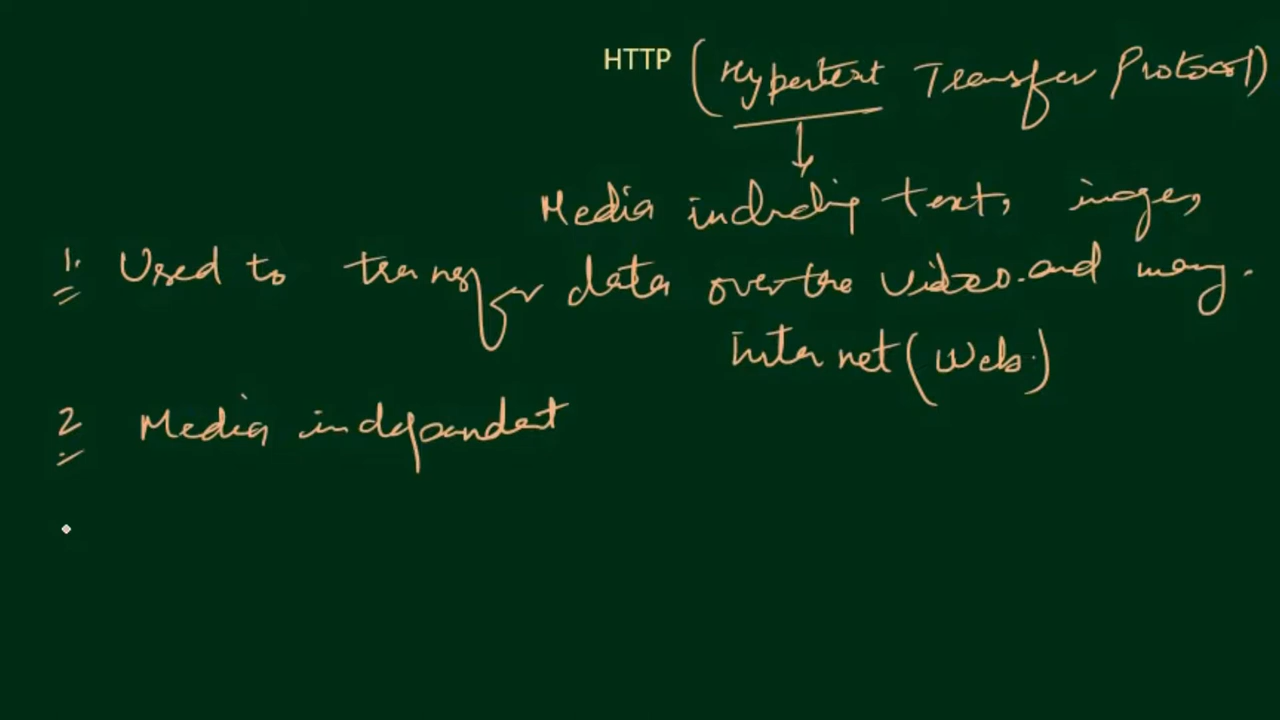 HTTP (Hypertext Transfer Protocol)
Media including text, images,
video and many.
1. Used to transfer data over the
internet (Web.)
2 Media independent